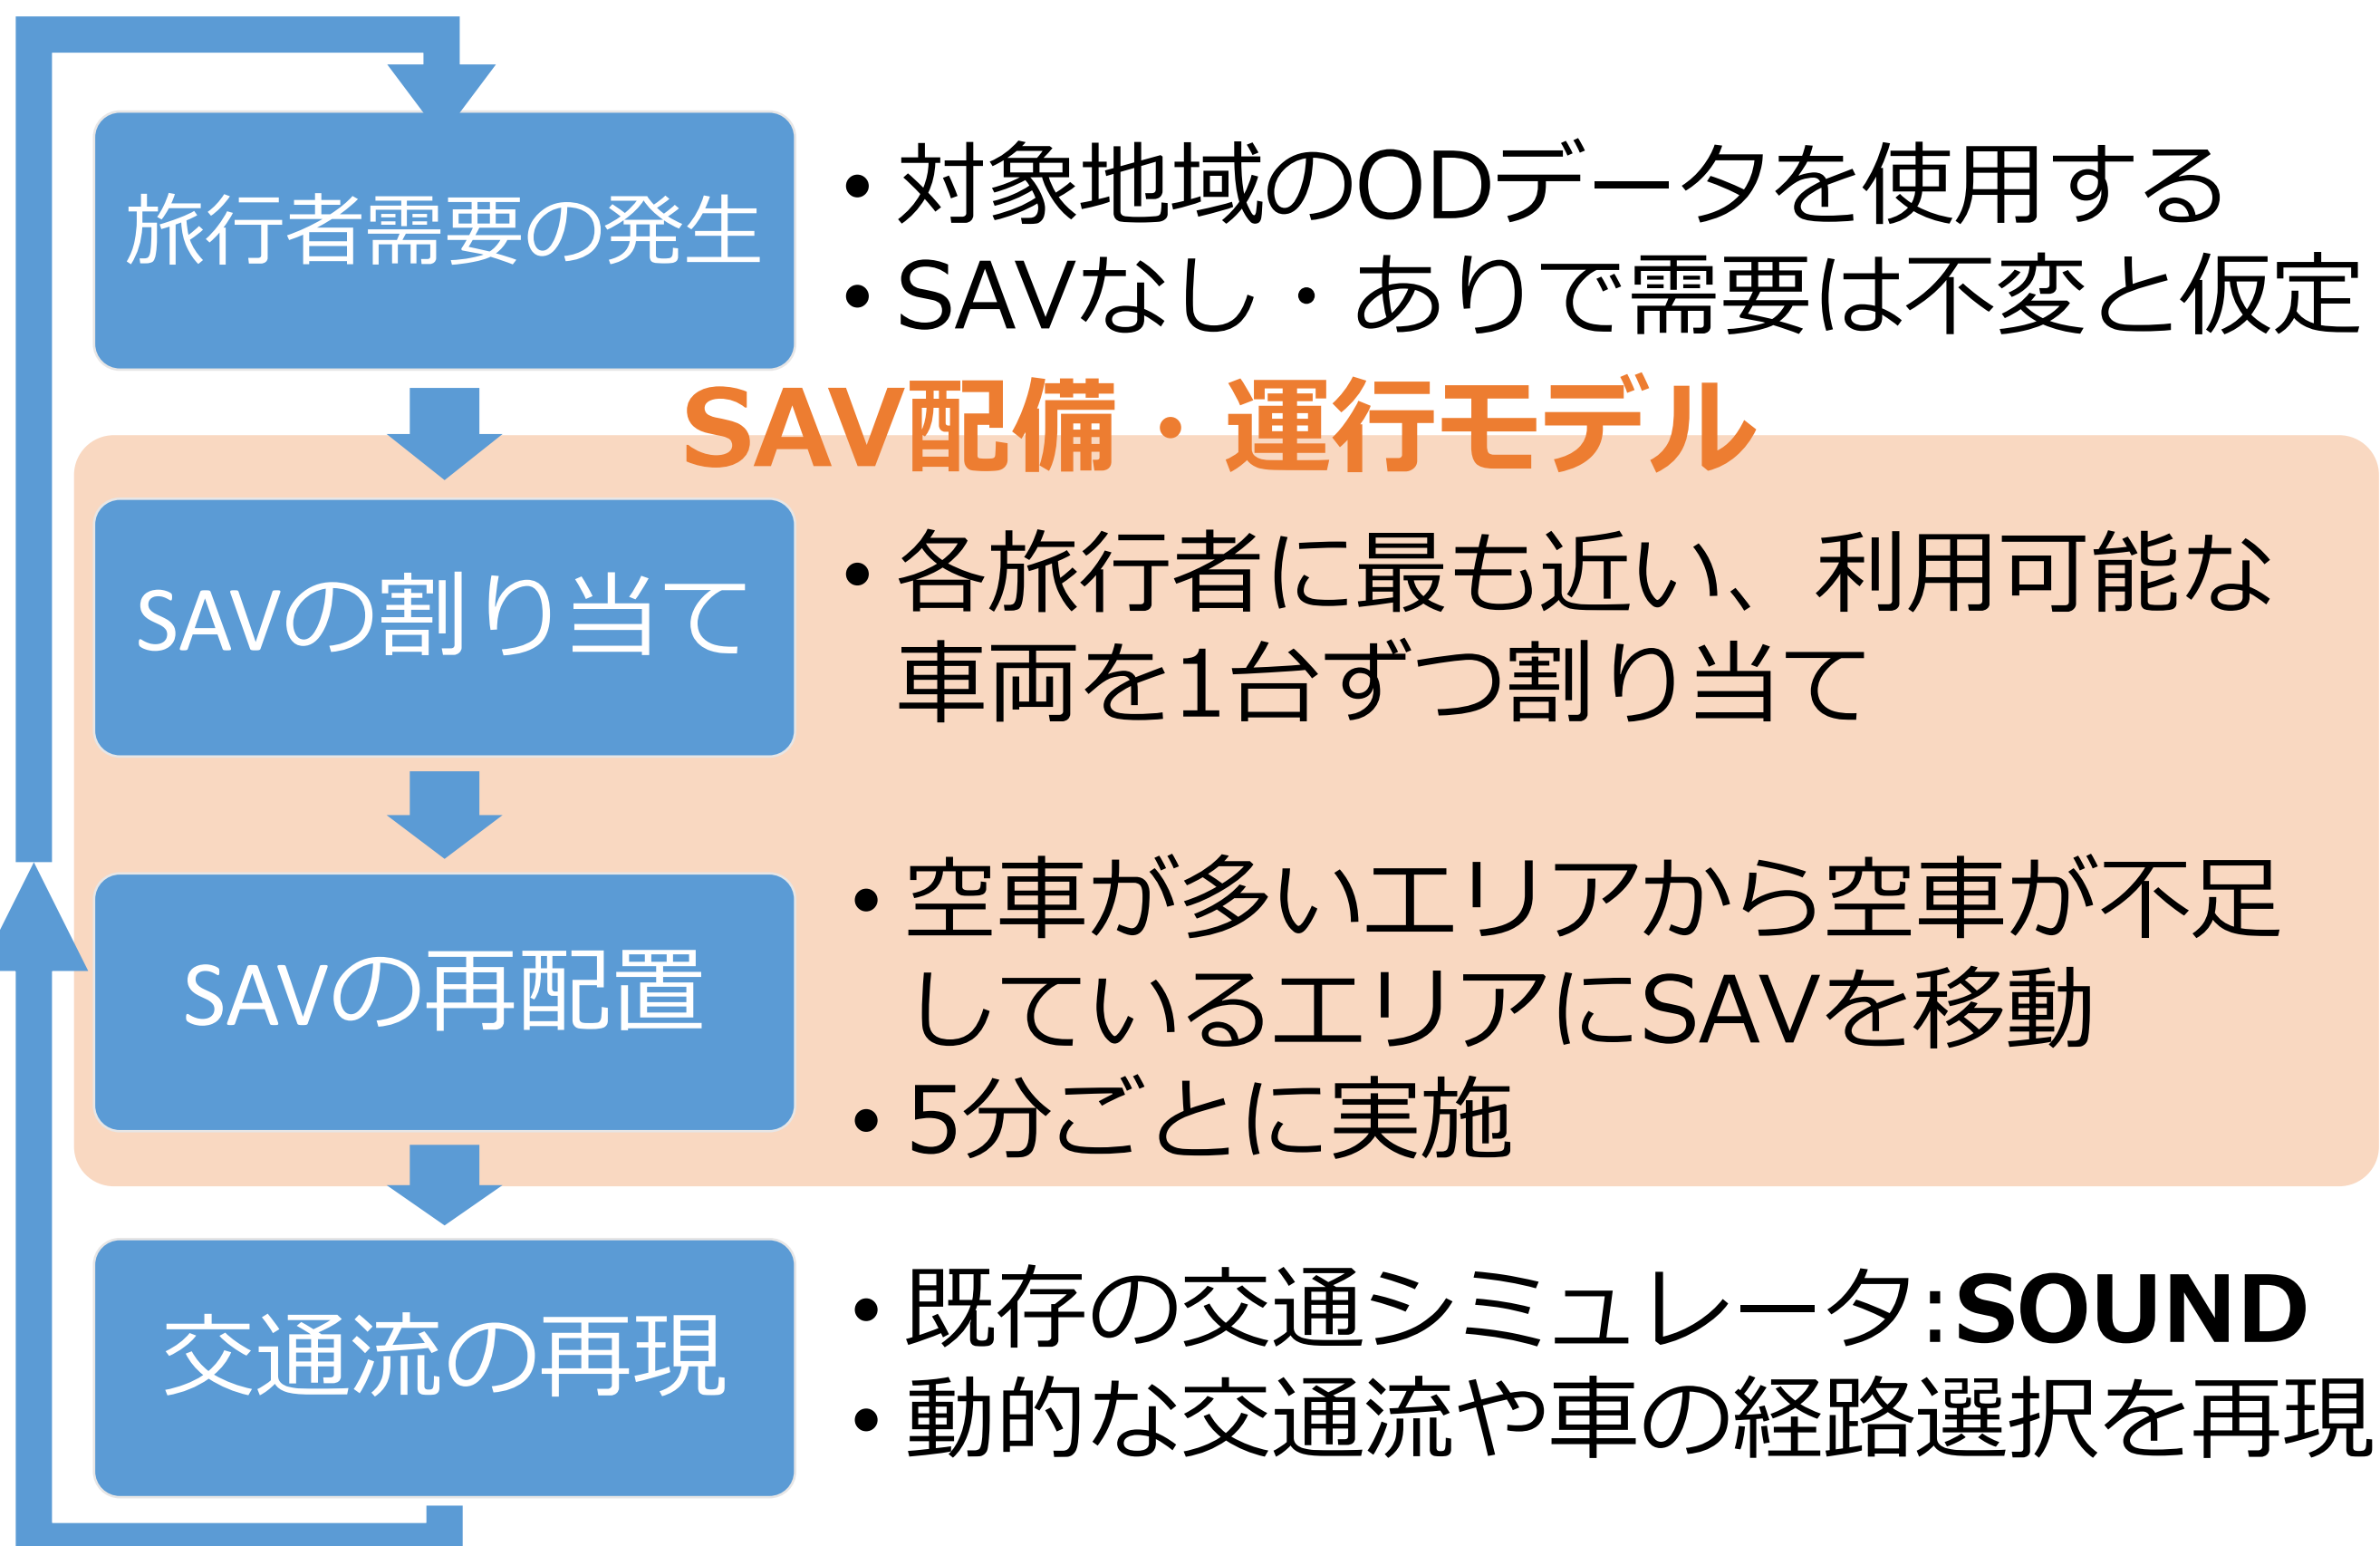 旅行者需要の発生
• 対象地域のODデータを使用する
• SAVなし・ありで需要は不変と仮定
SAV配備・運行モデル
SAVの割り当て
• 各旅行者に最も近い、利用可能な
車両を1台ずつ割り当て
SAVの再配置
• 空車が多いエリアから空車が不足
しているエリアにSAVを移動
• 5分ごとに実施
交通流の再現
• 既存の交通シミュレータ:SOUND
• 動的な交通流や車の経路選択を再現